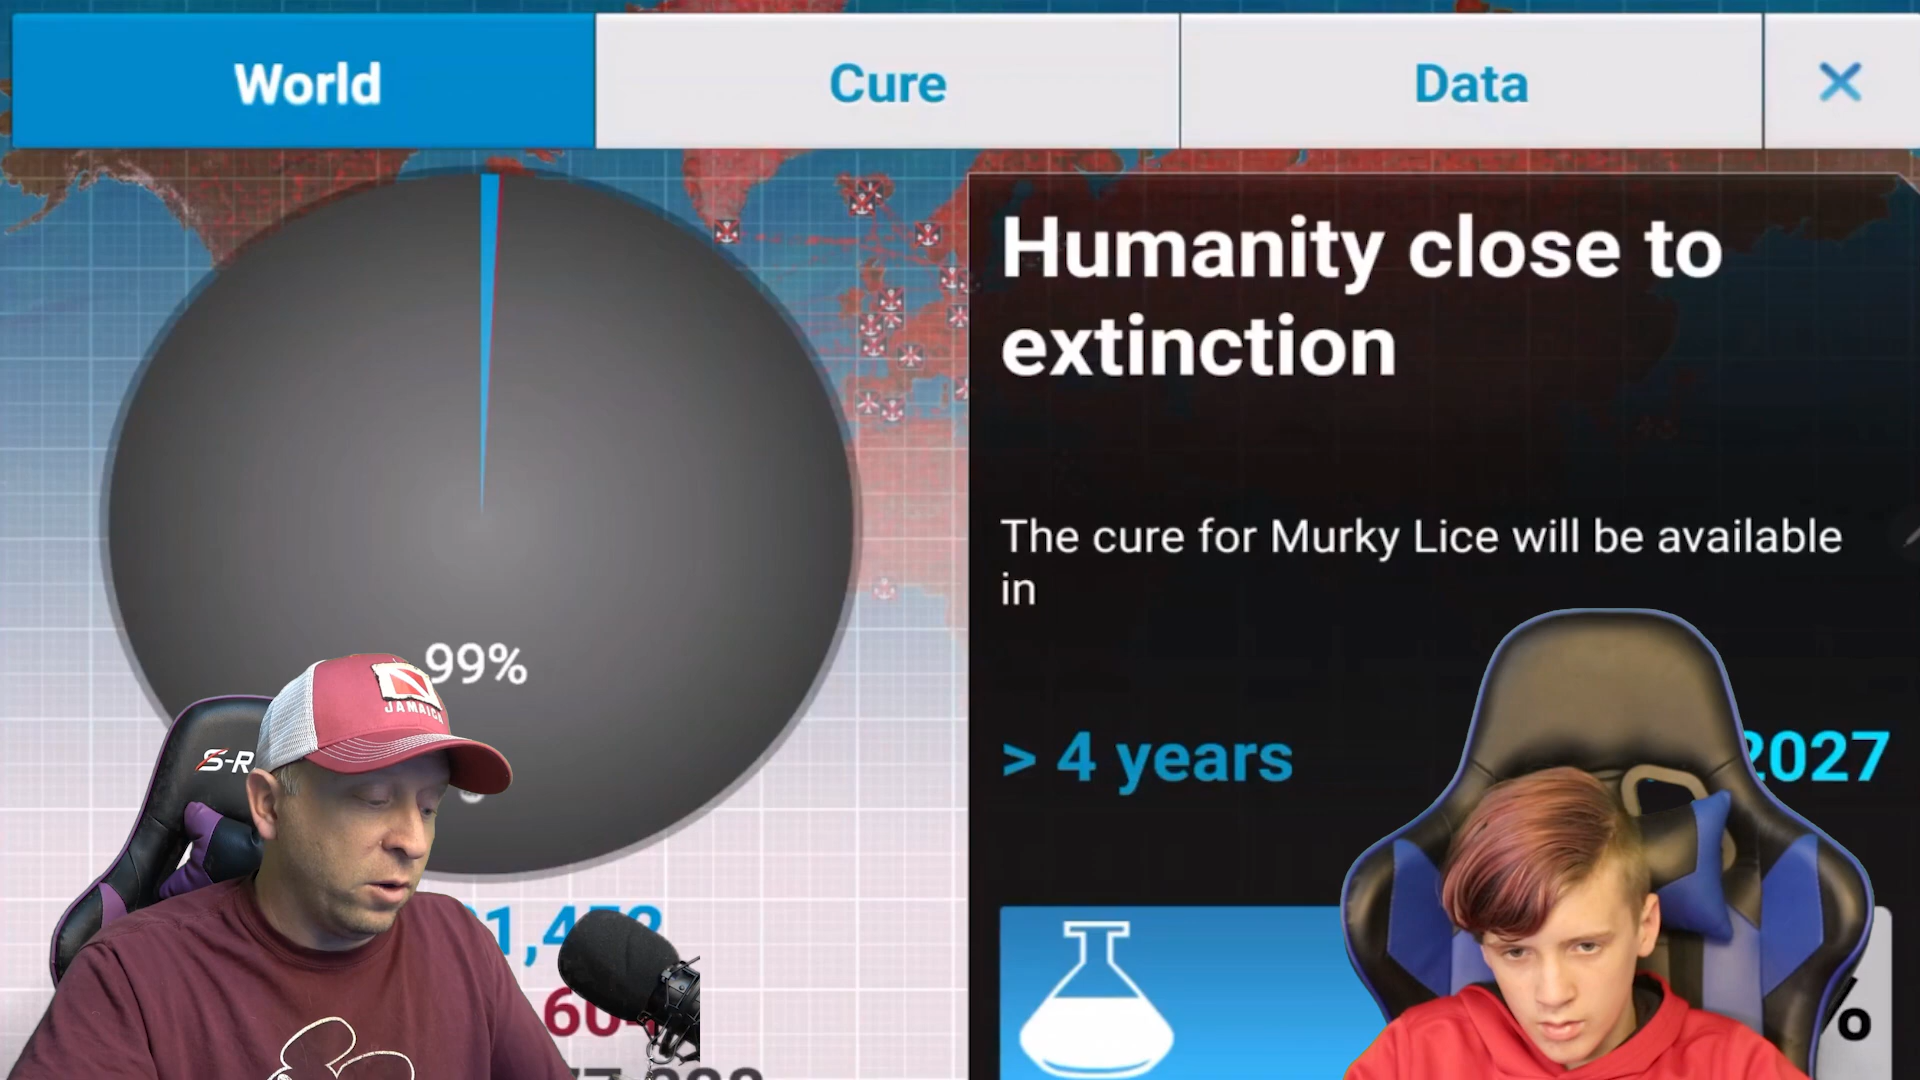 World
Cure
Data
Humanity close to
extinction
99%
The cure for Murky Lice will be available
in
> 4 years
2027
S-R
JAMAICA
%